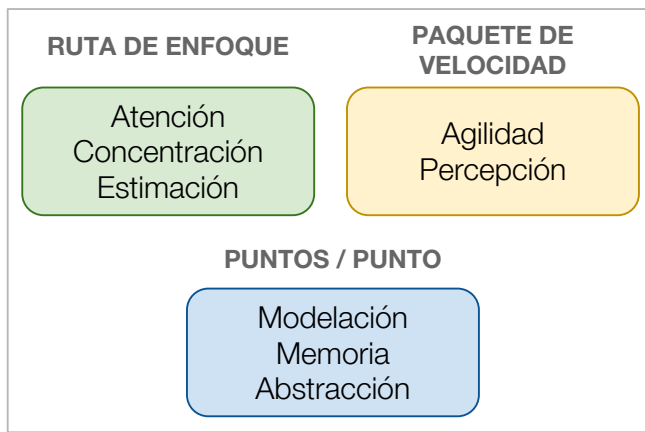 RUTA DE ENFOQUE
Atención
Concentración
Estimación
PAQUETE DE
VELOCIDAD
Agilidad
Percepción
PUNTOS / PUNTO
Modelación
Memoria
Abstracción